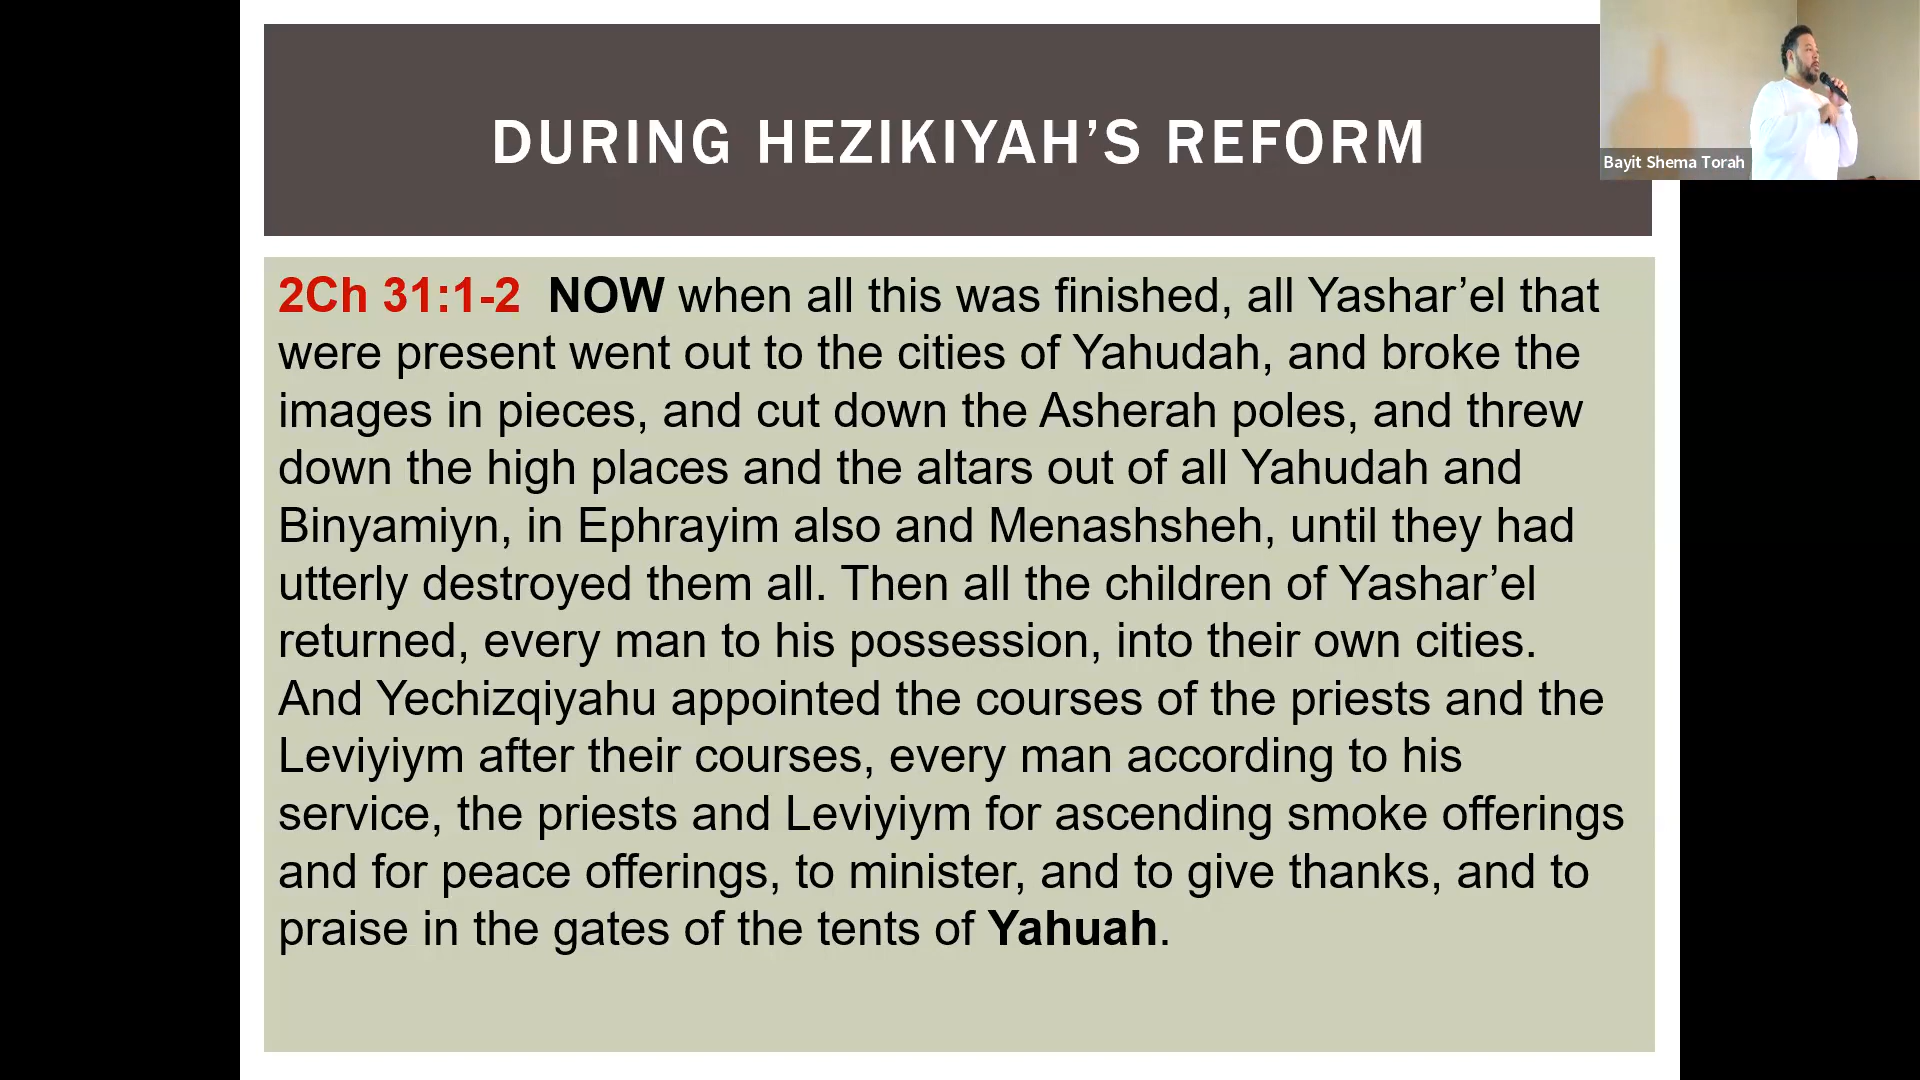 DURING HEZIKIYAH’S REFORM
Bayit Shema Torah
2Ch 31:1-2 NOW when all this was finished, all Yashar’el that
were present went out to the cities of Yahudah, and broke the
images in pieces, and cut down the Asherah poles, and threw
down the high places and the altars out of all Yahudah and
Binyamiyn, in Ephrayim also and Menashsheh, until they had
utterly destroyed them all. Then all the children of Yashar’el
returned, every man to his possession, into their own cities.
And Yechizqiyahu appointed the courses of the priests and the
Leviyiym after their courses, every man according to his
service, the priests and Leviyiym for ascending smoke offerings
and for peace offerings, to minister, and to give thanks, and to
praise in the gates of the tents of Yahuah.